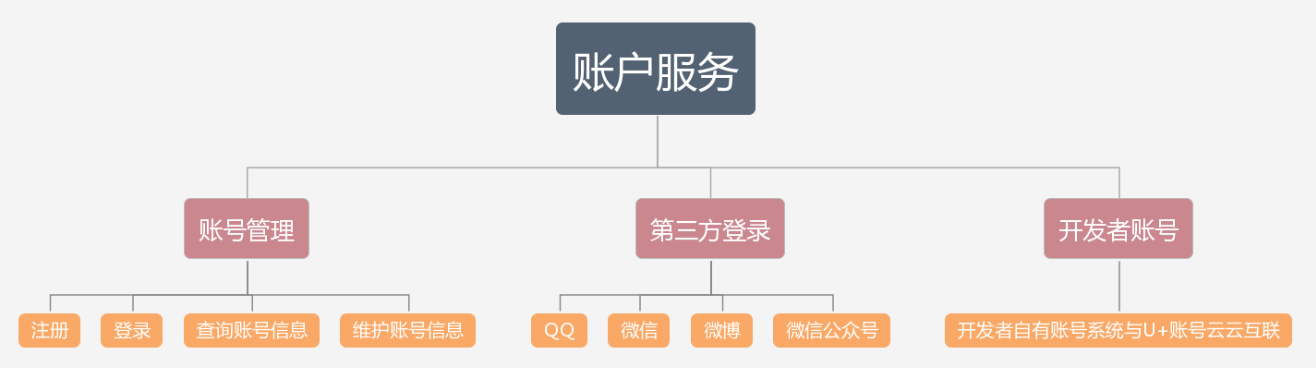 账户服务
账号管理
第三方登录
开发者账号
注册
登录
查询账号信息
维护账号信息
QQ
微信
微博
微信公众号
开发者自有账号系统与U+账号云云互联